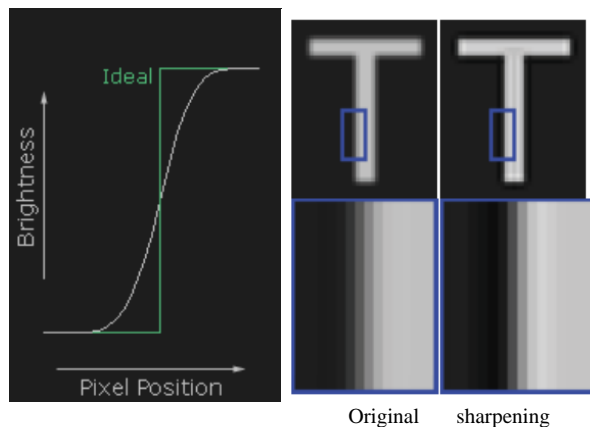 Ideal
Brightness
Pixel Position
T T
Original sharpening